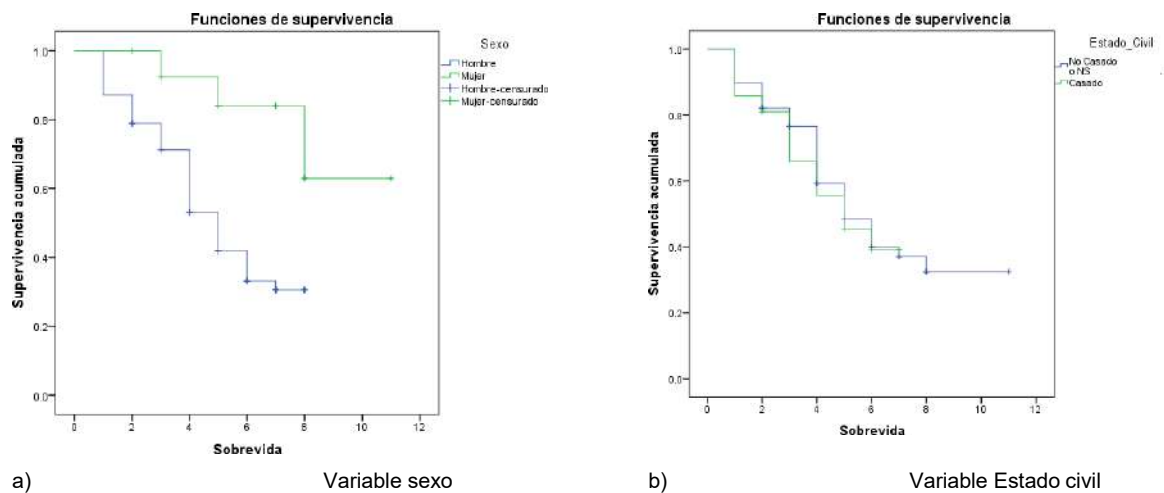 Funciones de supervivencia
Sexo
Hombre
Mujer
Hombre-censurado
Mujer-censurado
Supervivencia acumulada
1.0
0.8
0.6
0.4
0.2
0.0
0 2 4 6 8 10 12
Sobrevida
a) Variable sexo
Funciones de supervivencia
Estado_Civil
No Casado
o NS
Casado
Supervivencia acumulada
1.0
0.8
0.6
0.4
0.2
0.0
0 2 4 6 8 10 12
Sobrevida
b) Variable Estado civil